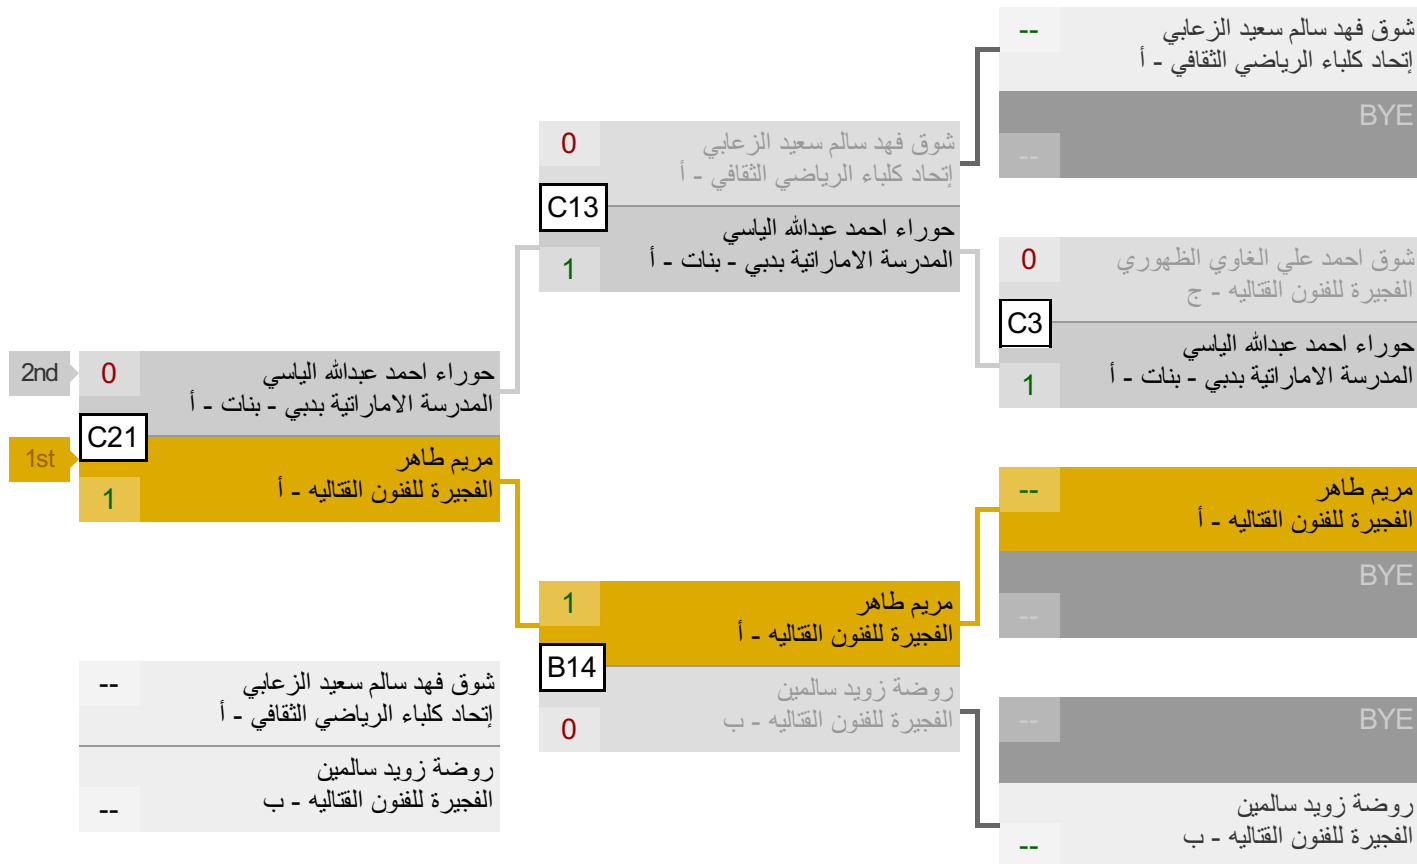 --
شوق فهد سالم سعيد الزعابي
إتحاد كلباء الرياضي الثقافي - أ
BYE
--
0
شوق فهد سالم سعيد الزعابي
إتحاد كلباء الرياضي الثقافي - أ
C13
حوراء احمد عبدالله الياسي
المدرسة الاماراتية بدبي - بنات - أ
1
0
شوق احمد علي الغاوي الظهوري
الفجيرة للفنون القتاليه - ج
C3
حوراء احمد عبدالله الياسي
المدرسة الاماراتية بدبي - بنات - أ
1
2nd
0
حوراء احمد عبدالله الياسي
المدرسة الاماراتية بدبي - بنات - أ
C21
1st
مريم طاهر
الفجيرة للفنون القتاليه - أ
1
--
مريم طاهر
الفجيرة للفنون القتاليه - أ
BYE
--
1
مريم طاهر
الفجيرة للفنون القتاليه - أ
B14
روضة زويد سالمين
الفجيرة للفنون القتاليه - ب
0
--
شوق فهد سالم سعيد الزعابي
إتحاد كلباء الرياضي الثقافي - أ
روضة زويد سالمين
الفجيرة للفنون القتاليه - ب
--
--
BYE
روضة زويد سالمين
الفجيرة للفنون القتاليه - ب
--